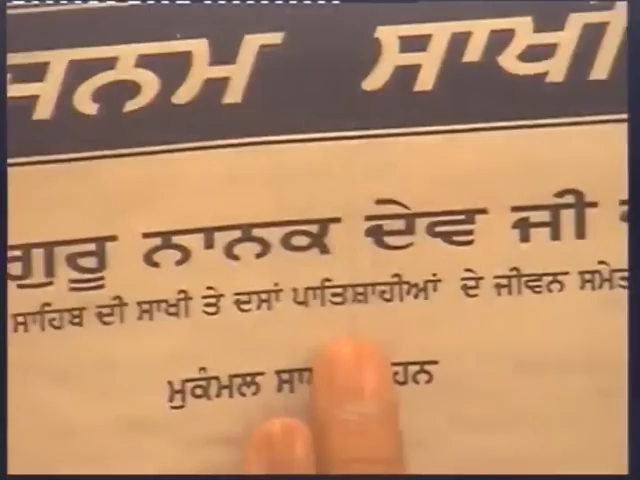 ਜਨਮ ਸਾਖੀ
ਗੁਰੂ ਨਾਨਕ ਦੇਵ ਜੀ
ਸਾਹਿਬ ਦੀ ਸਾਖੀ ਤੇ ਦਸਾਂ ਪਾਤਿਸ਼ਾਹੀਆਂ ਦੇ ਜੀਵਨ ਸਮੇਤ
ਮੁਕੰਮਲ ਹਨ